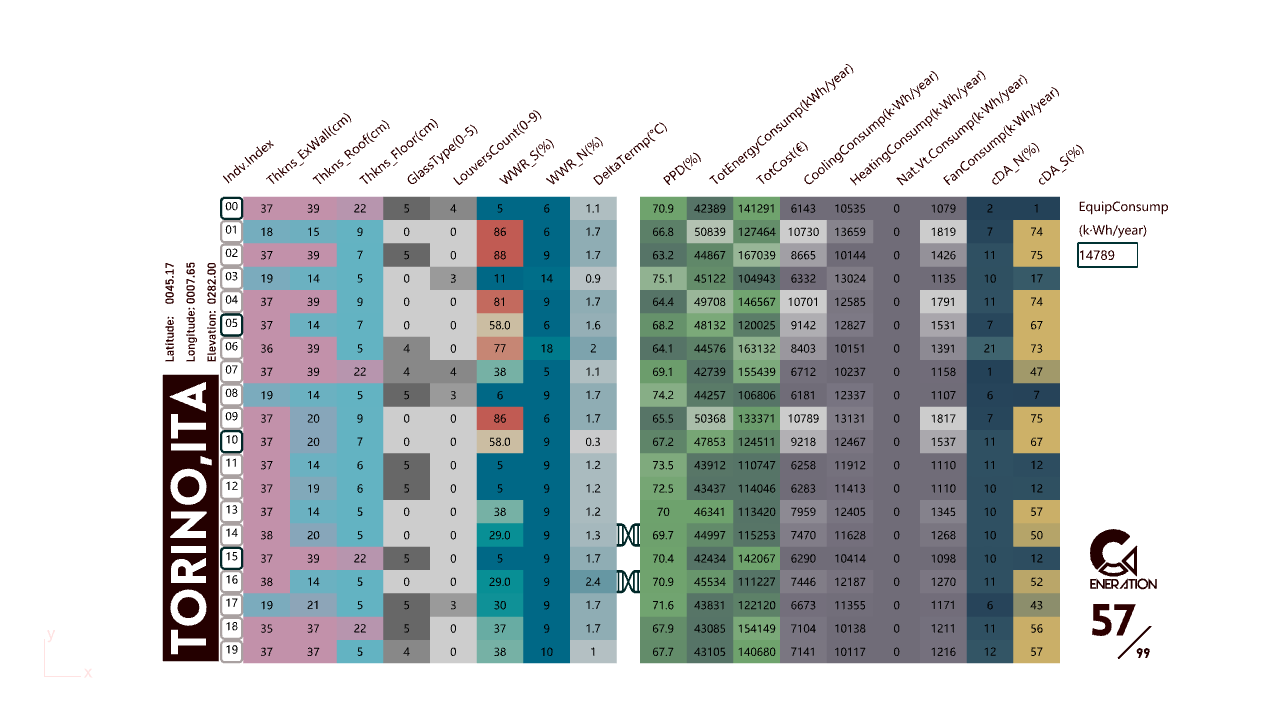 Indv.Index Thkns_ExWall(cm) Thkns_Roof(cm) Thkns_Floor(cm) GlassType(0-5) LouversCount(0-9) WWR_S(%) WWR_N(%) DeltaTermp(°C) PPD(%) TotEnergyConsump(kWh/year) TotCost(€) CoolingConsump(k·Wh/year) HeatingConsump(k·Wh/year) Nat.Vt.Consump(k·Wh/year) FanConsump(k·Wh/year) cDA_N(%) cDA_S(%)
00 37 39 22 5 4 5 6 1.1 70.9 42389 141291 6143 10535 0 1079 2 1
01 18 15 9 0 0 86 6 1.7 66.8 50839 127464 10730 13659 0 1819 7 74
02 37 39 7 5 0 88 9 1.7 63.2 44867 167039 8665 10144 0 1426 11 75
03 19 14 5 0 3 11 14 0.9 75.1 45122 104943 6332 13024 0 1135 10 17
04 37 39 9 0 0 81 9 1.7 64.4 49708 146567 10701 12585 0 1791 11 74
05 37 14 7 0 0 58.0 6 1.6 68.2 48132 120025 9142 12827 0 1531 7 67
06 36 39 5 4 0 77 18 2 64.1 44576 163132 8403 10151 0 1391 21 73
07 37 39 22 4 4 38 5 1.1 69.1 42739 155439 6712 10237 0 1158 1 47
08 19 14 5 5 3 6 9 1.7 74.2 44257 106806 6181 12337 0 1107 6 7
09 37 20 9 0 0 86 6 1.7 65.5 50368 133371 10789 13131 0 1817 7 75
10 37 20 7 0 0 58.0 9 0.3 67.2 47853 124511 9218 12467 0 1537 11 67
11 37 14 6 5 0 5 9 1.2 73.5 43912 110747 6258 11912 0 1110 11 12
12 37 19 6 5 0 5 9 1.2 72.5 43437 114046 6283 11413 0 1110 10 12
13 37 14 5 0 0 38 9 1.2 70 46341 113420 7959 12405 0 1345 10 57
14 38 20 5 0 0 29.0 9 1.3 69.7 44997 115253 7470 11628 0 1268 10 50
15 37 39 22 5 0 5 9 1.7 70.4 42434 142067 6290 10414 0 1098 10 12
16 38 14 5 0 0 29.0 9 2.4 70.9 45534 111227 7446 12187 0 1270 11 52
17 19 21 5 5 3 30 9 1.7 71.6 43831 122120 6673 11355 0 1171 6 43
18 35 37 22 5 0 37 9 1.7 67.9 43085 154149 7104 10138 0 1211 11 56
19 37 37 5 4 0 38 10 1 67.7 43105 140680 7141 10117 0 1216 12 57
Latitude: 0045.17
Longitude: 0007.65
Elevation: 0282.00
TORINO,ITA
EquipConsump
(k·Wh/year)
14789
ENERATION
57/99
y
x